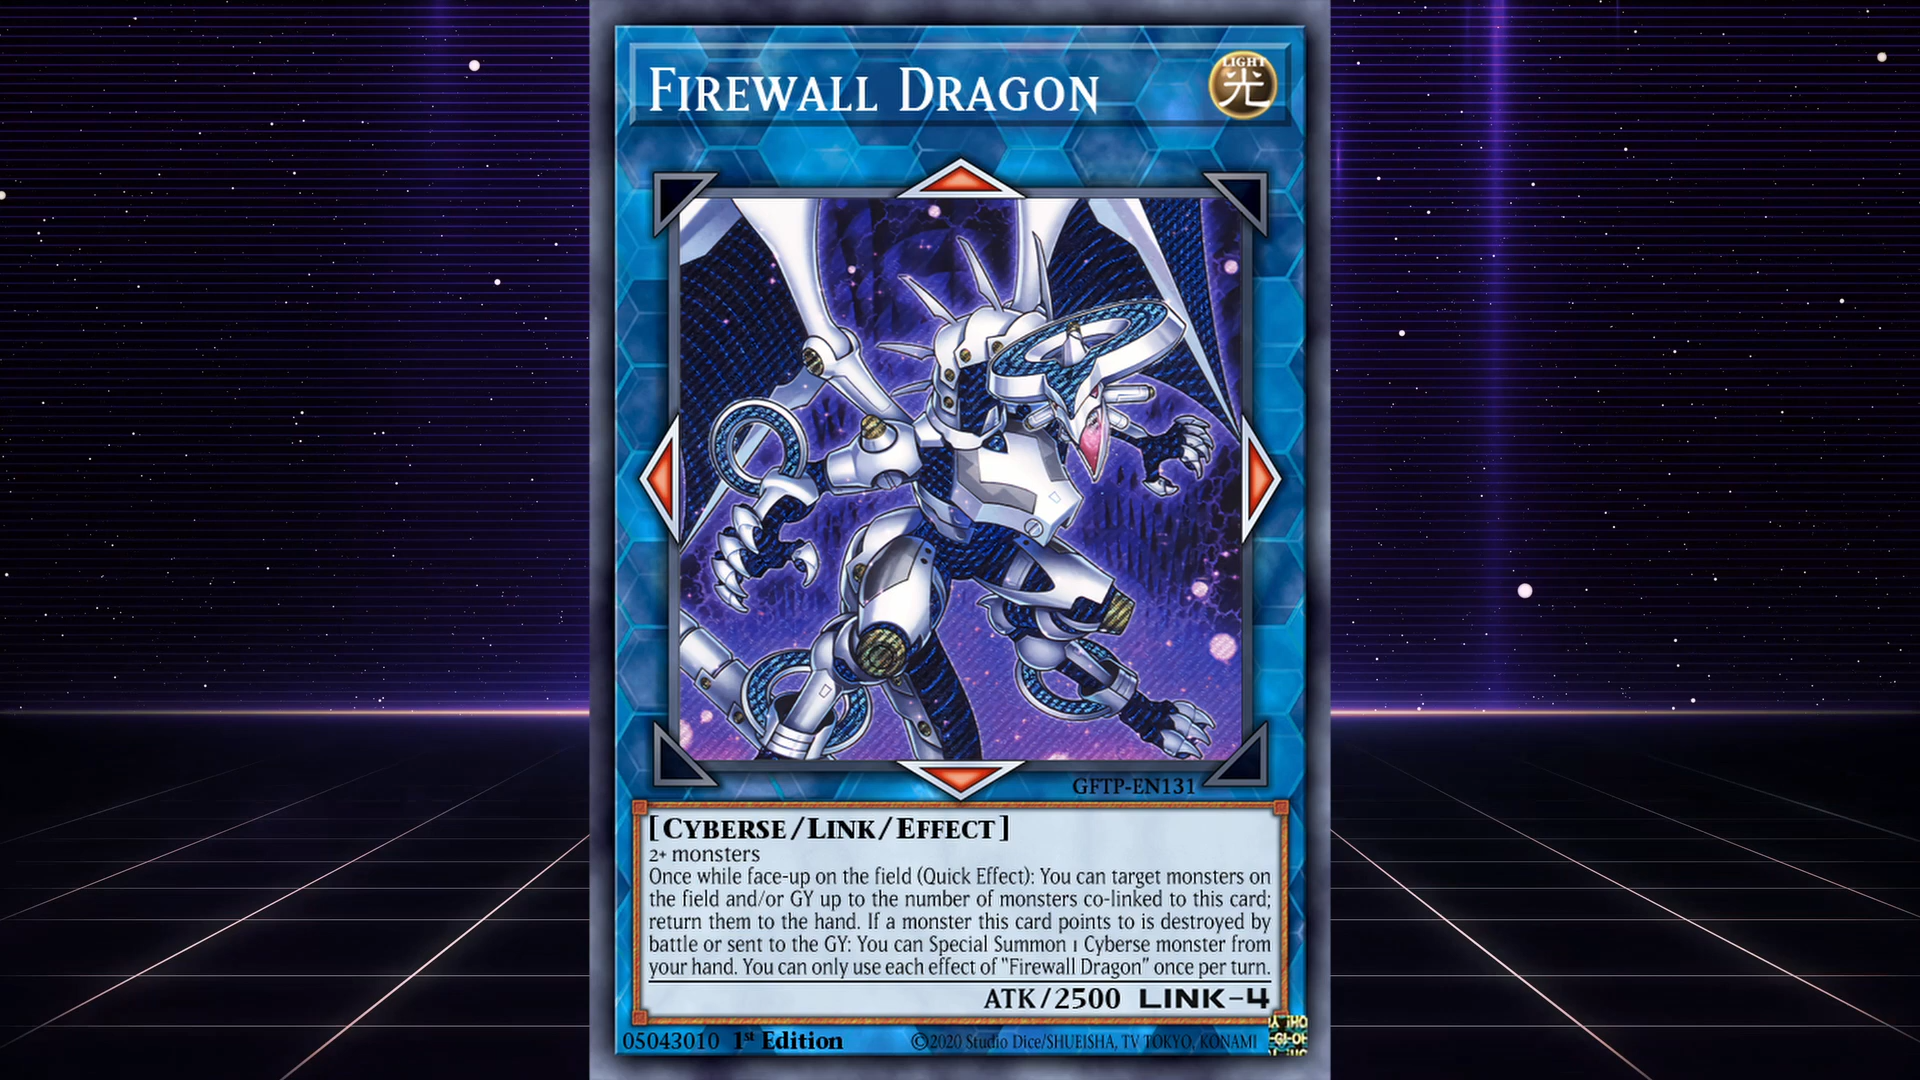 FIREWALL DRAGON
LIGHT
光
GFTP-EN131
[CYBERSE/LINK/EFFECT]
2+ monsters
Once while face-up on the field (Quick Effect): You can target monsters on
the field and/or GY up to the number of monsters co-linked to this card;
return them to the hand. If a monster this card points to is destroyed by
battle or sent to the GY: You can Special Summon 1 Cyberse monster from
your hand. You can only use each effect of "Firewall Dragon" once per turn.
ATK/2500 LINK-4
05043010 1st Edition ©2020 Studio Dice/SHUEISHA, TV TOKYO, KONAMI